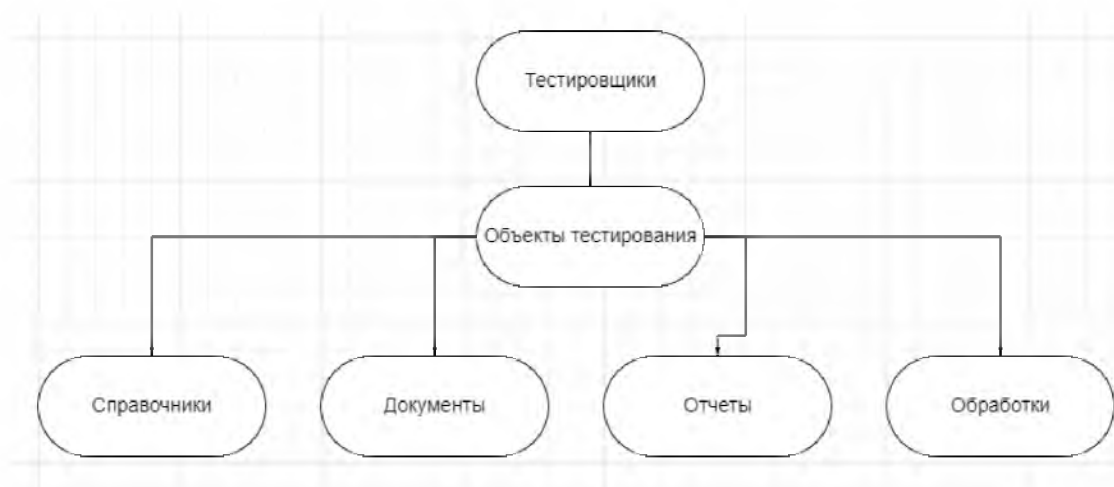 Тестировщики
Объекты тестирования
Справочники
Документы
Отчеты
Обработки